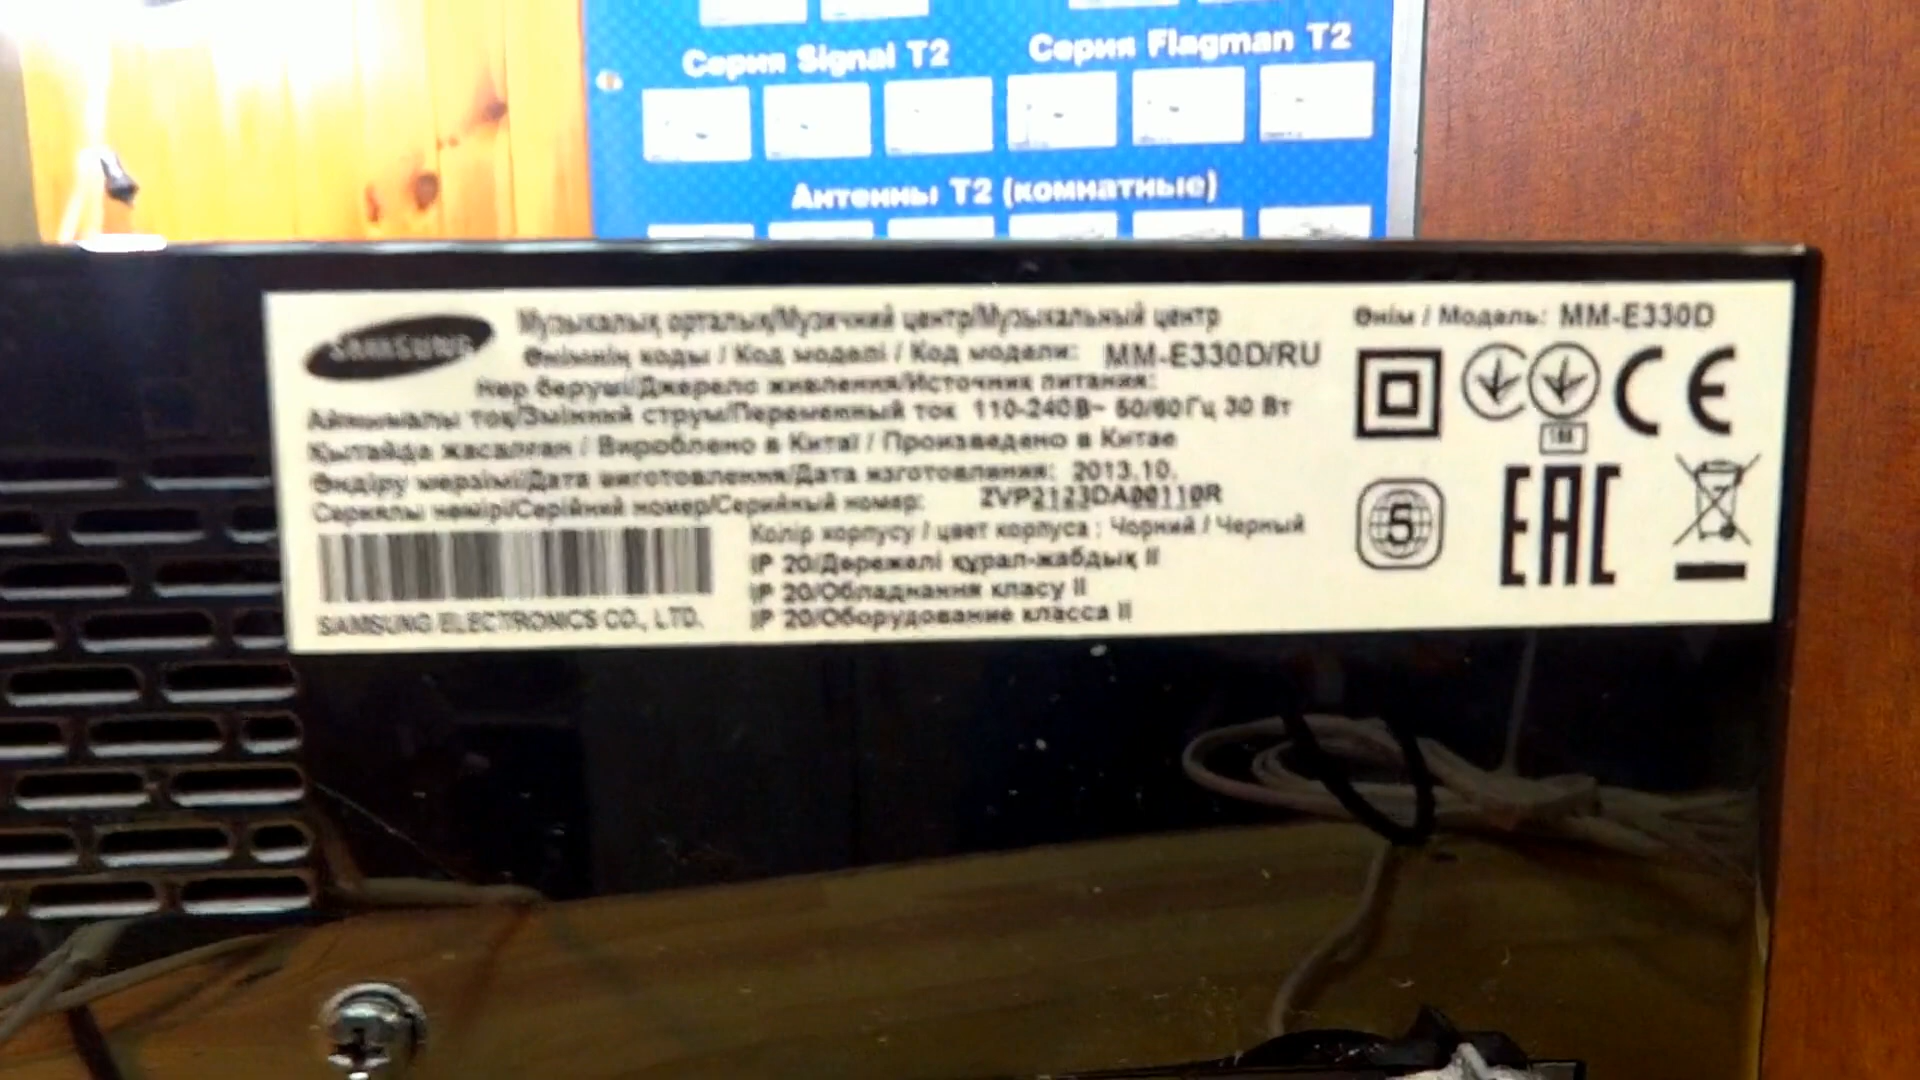 Серия Signal T2
Серия Flagman T2
Антенны T2 (комнатные)
SAMSUNG
Музыкалық орталық/Музичний центр/Музыкальный центр
Өнімнің коды / Код моделі / Код модели: MM-E330D/RU
Нәр беруші/Джерело живлення/Источник питания:
Айнымалы ток/Змінний струм/Переменный ток 110-240В~ 50/60Гц 30 Вт
Қытайда жасалған / Вироблено в Китаї / Произведено в Китае
Өндіру мерзімі/Дата виготовлення/Дата изготовления: 2013.10.
Сериялы нөмірі/Серійний номер/Серийный номер: ZVP2123DA00110R
Колір корпусу / цвет корпуса : Чорний / Черный
IP 20/Дәрежелі құрал-жабдық II
IP 20/Обладнання класу II
IP 20/Оборудование класса II
SAMSUNG ELECTRONICS CO., LTD.
Өнім / Модель: MM-E330D
CE
5
EAC